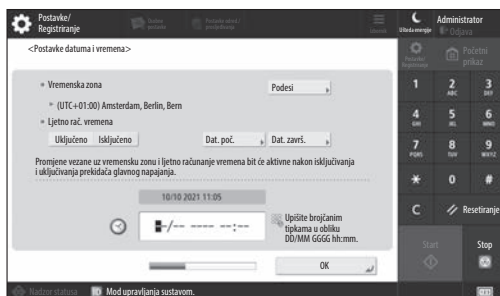 Postavke/
Registriranje
<Postavke datuma i vremena>
Vremenska zona
Podesi
(UTC+01:00) Amsterdam, Berlin, Bern
Ljetno rač. vremena
Uključeno Isključeno
Dat. poč.
Dat. završ.
Promjene vezane uz vremensku zonu i ljetno računanje vremena bit će aktivne nakon isključivanja
i uključivanja prekidača glavnog napajanja.
10/10 2021 11:05
-/-- ---- --:--
Upišite brojčanim
tipkama u obliku
DD/MM GGGG hh:mm.
OK
Nadzor statusa
Mod upravljanja sustavom.
Ušteda energije
Administrator
Odjava
Postavke/
Registriranje
Početni
prikaz
1
2
ABC
3
DEF
4
GHI
5
JKL
6
MNO
7
PQRS
8
TUV
9
WXYZ
*
0
#
C
Resetiranje
Start
Stop